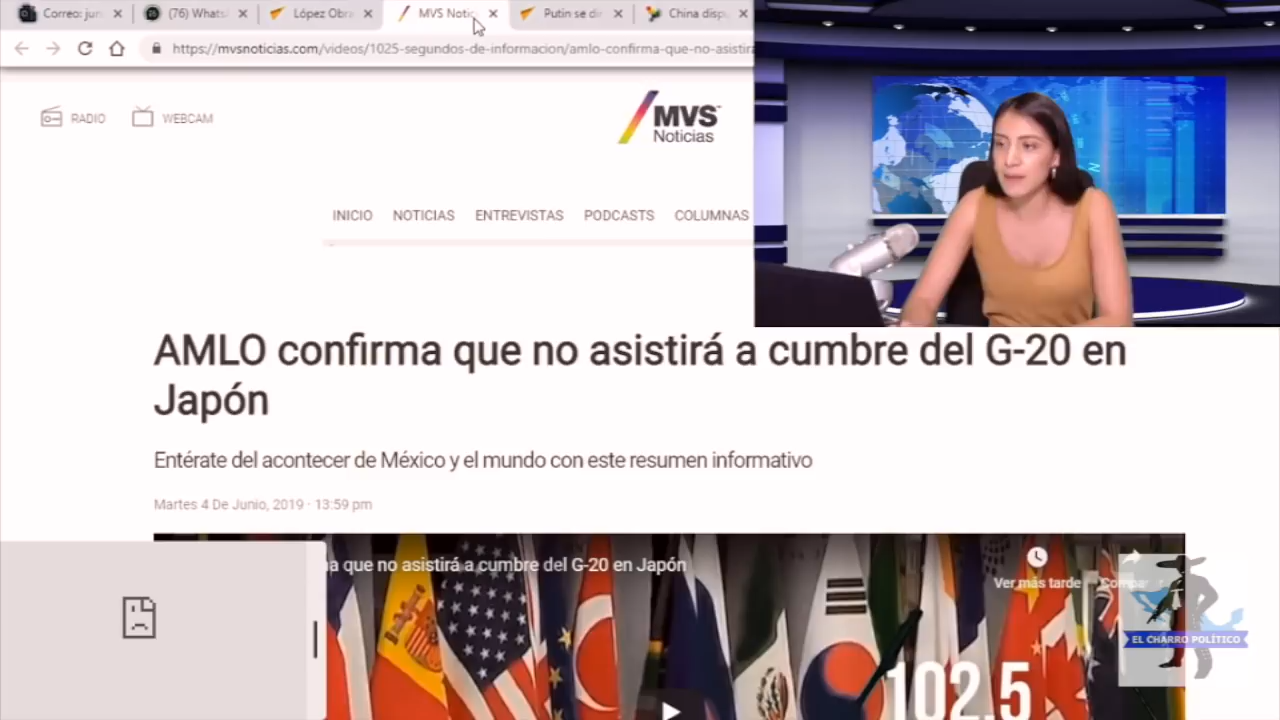 Correo: jun
(76) Whats
López Obra
MVS Notic
Putin se di
China disp
https://mvsnoticias.com/videos/1025-segundos-de-informacion/amlo-confirma-que-no-asistira
RADIO
WEBCAM
MVS
Noticias
INICIO
NOTICIAS
ENTREVISTAS
PODCASTS
COLUMNAS
AMLO confirma que no asistirá a cumbre del G-20 en
Japón
Entérate del acontecer de México y el mundo con este resumen informativo
Martes 4 De Junio, 2019 · 13:59 pm
a que no asistirá a cumbre del G-20 en Japón
Ver más tarde
Compar
EL CHARRO POLÍTICO
102.5